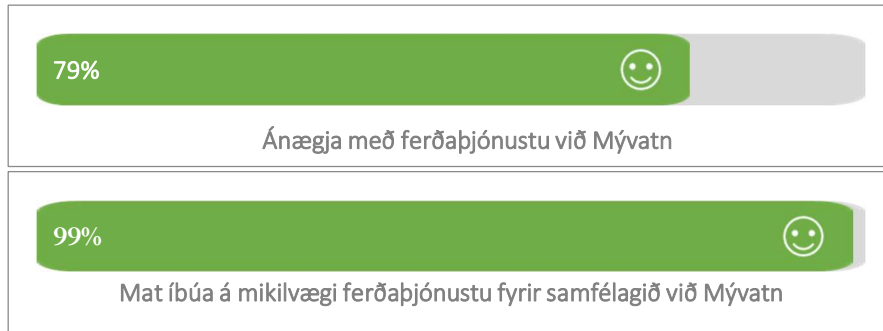 79%
Ánægja með ferðaþjónustu við Mývatn
99%
Mat íbúa á mikilvægi ferðaþjónustu fyrir samfélagið við Mývatn